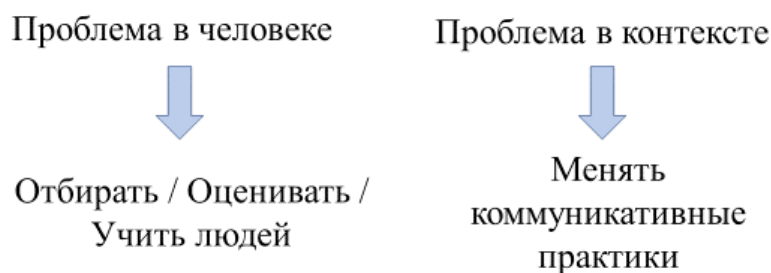 Проблема в человеке
Проблема в контексте
Отбирать / Оценивать /
Учить людей
Менять
коммуникативные
практики